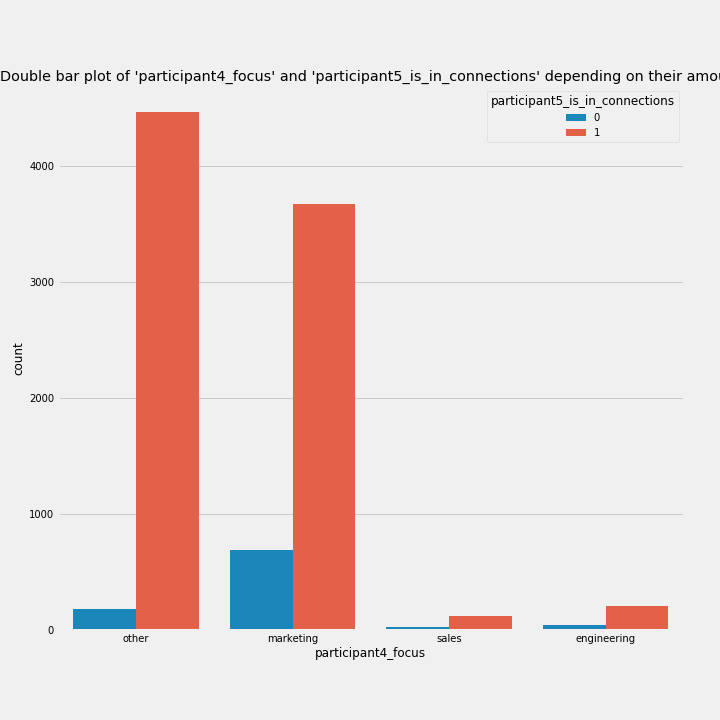 Double bar plot of 'participant4_focus' and 'participant5_is_in_connections' depending on their
participant5_is_in_connections
0
1
4000
3000
2000
1000
0
count
other marketing sales engineering
participant4_focus